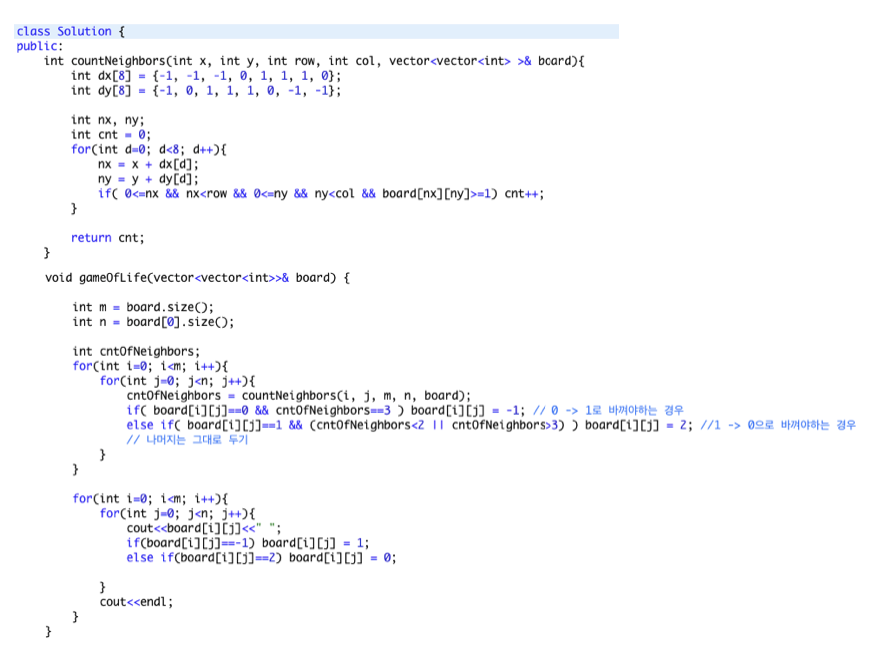 class Solution {
public:
    int countNeighbors(int x, int y, int row, int col, vector<vector<int> >& board){
        int dx[8] = {-1, -1, -1, 0, 1, 1, 1, 0};
        int dy[8] = {-1, 0, 1, 1, 1, 0, -1, -1};

        int nx, ny;
        int cnt = 0;
        for(int d=0; d<8; d++){
            nx = x + dx[d];
            ny = y + dy[d];
            if( 0<=nx && nx<row && 0<=ny && ny<col && board[nx][ny]>=1) cnt++;
        }

        return cnt;
    }
    void gameOfLife(vector<vector<int>>& board) {

        int m = board.size();
        int n = board[0].size();

        int cntOfNeighbors;
        for(int i=0; i<m; i++){
            for(int j=0; j<n; j++){
                cntOfNeighbors = countNeighbors(i, j, m, n, board);
                if( board[i][j]==0 && cntOfNeighbors==3 ) board[i][j] = -1; // 0 -> 1로 바껴야하는 경우
                else if( board[i][j]==1 && (cntOfNeighbors<2 || cntOfNeighbors>3) ) board[i][j] = 2; //1 -> 0으로 바껴야하는 경우
                // 나머지는 그대로 두기
            }
        }

        for(int i=0; i<m; i++){
            for(int j=0; j<n; j++){
                cout<<board[i][j]<<" ";
                if(board[i][j]==-1) board[i][j] = 1;
                else if(board[i][j]==2) board[i][j] = 0;

            }
            cout<<endl;
        }
    }